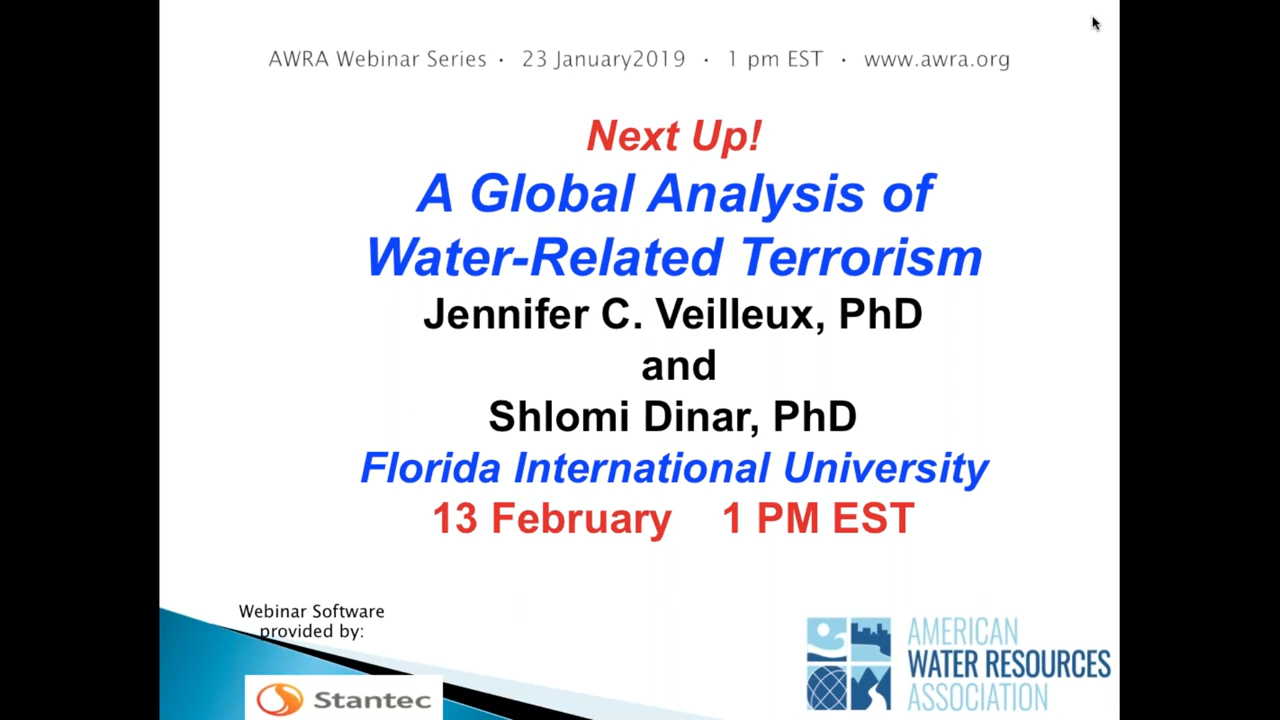 AWRA Webinar Series • 23 January2019 • 1 pm EST • www.awra.org
Next Up!
A Global Analysis of
Water-Related Terrorism
Jennifer C. Veilleux, PhD
and
Shlomi Dinar, PhD
Florida International University
13 February 1 PM EST
Webinar Software
provided by:
Stantec
AMERICAN
WATER RESOURCES
ASSOCIATION